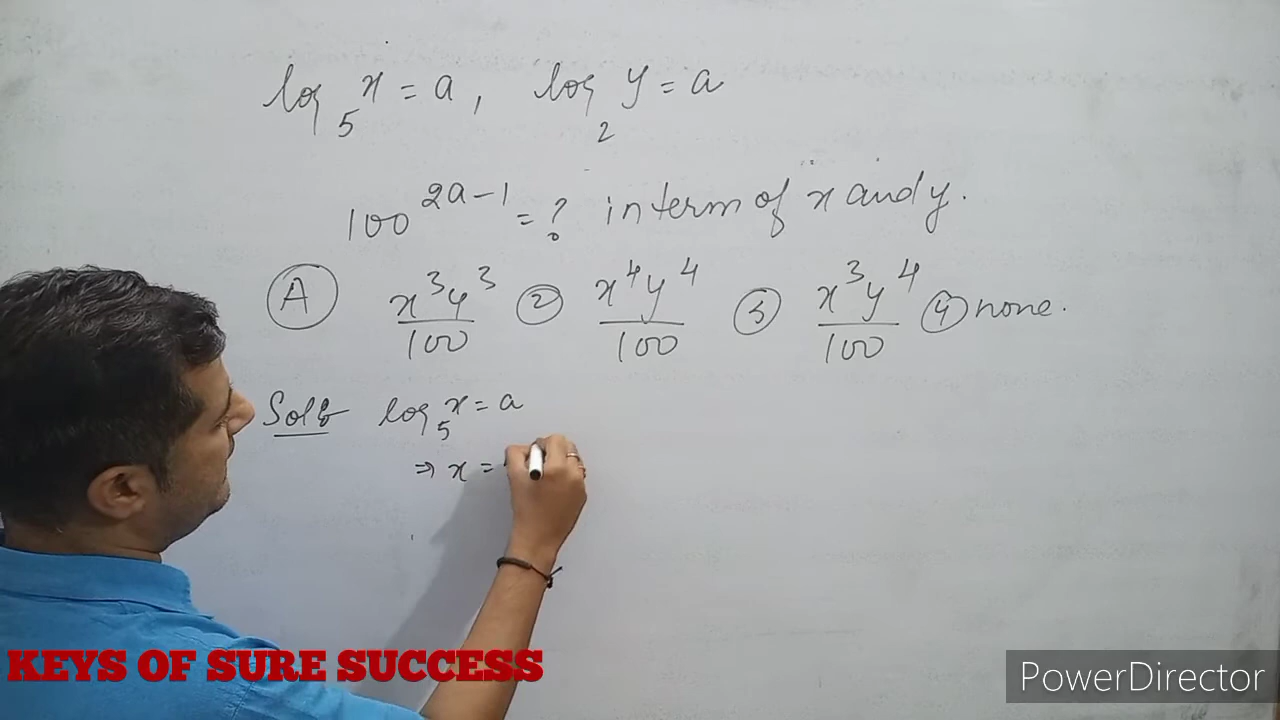 log₅ x = a, log₂ y = a
100^(2a-1) = ? in term of x and y.
(A) x³y³/100 (2) x⁴y⁴/100 (3) x³y⁴/100 (4) none.
log₅ x = a
⇒ x =
KEYS OF SURE SUCCESS
PowerDirector